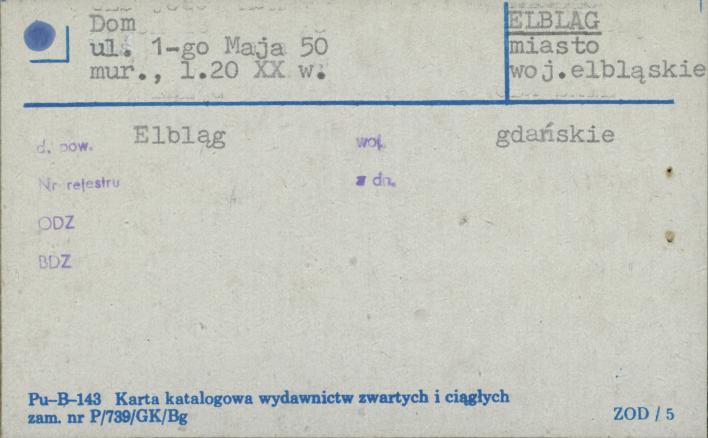 Dom
ul. 1-go Maja 50
mur., l.20 XX w.
ELBLĄG
miasto
woj.elbląskie
d. pow. Elbląg woj. gdańskie
Nr rejestru z dn.
ODZ
BDZ
Pu–B–143 Karta katalogowa wydawnictw zwartych i ciągłych
zam. nr P/739/GK/Bg
ZOD / 5